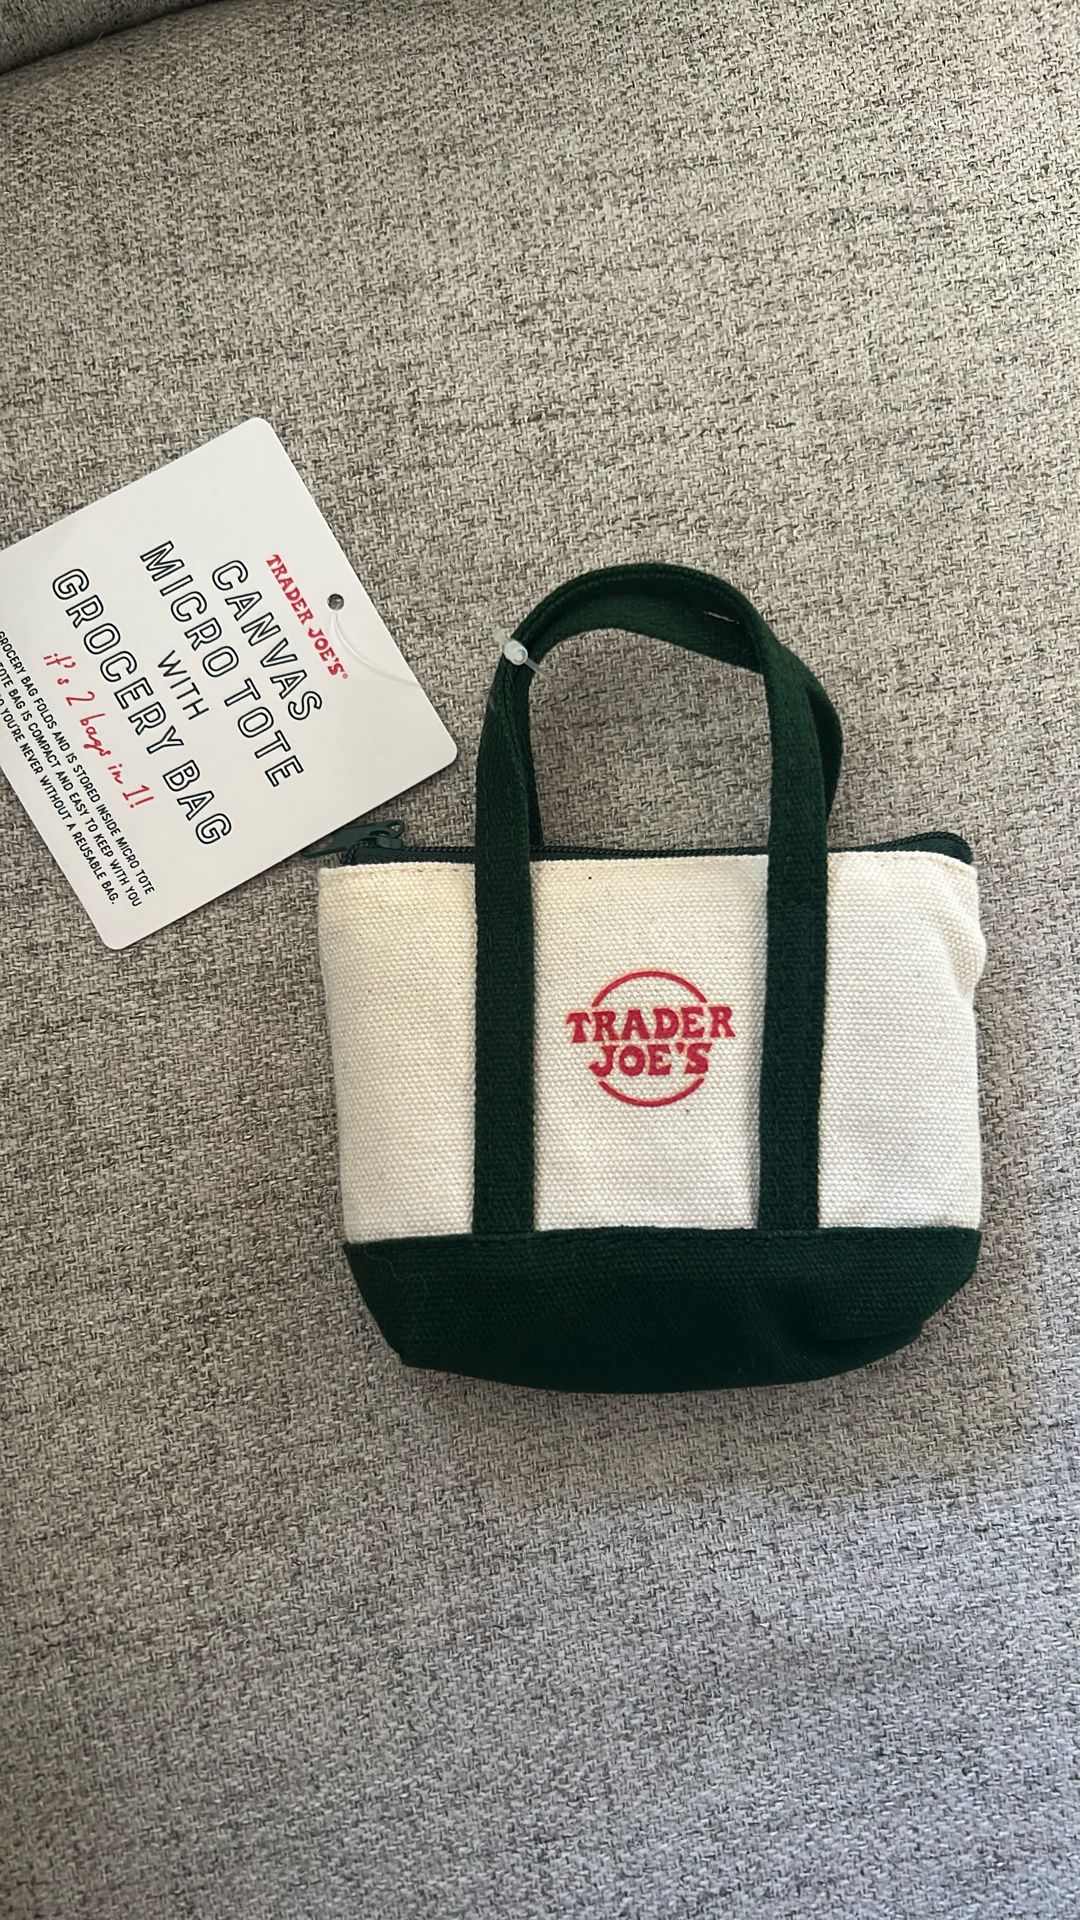 TRADER JOE'S®
CANVAS
MICRO TOTE
WITH
GROCERY BAG
it's 2 bags in 1!
GROCERY BAG FOLDS AND IS STORED INSIDE MICRO TOTE
TOTE BAG IS COMPACT AND EASY TO KEEP WITH YOU
SO YOU'RE NEVER WITHOUT A REUSABLE BAG.
TRADER
JOE'S